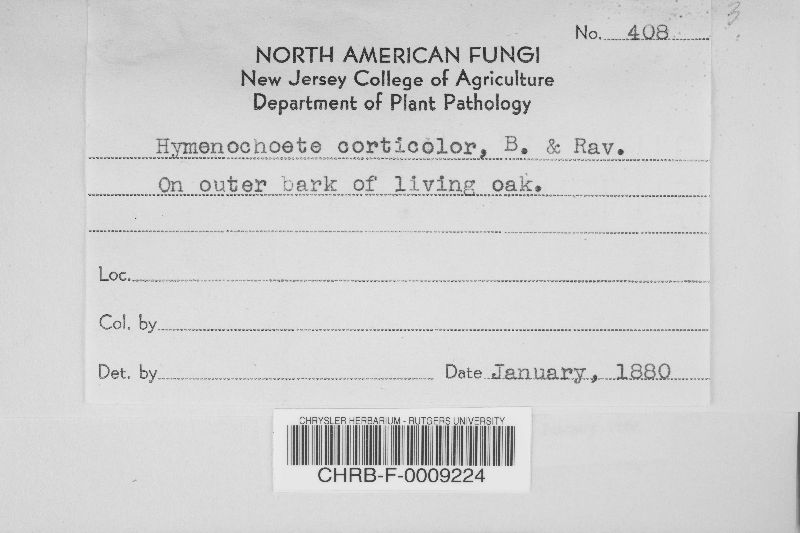 3
No. 408
NORTH AMERICAN FUNGI
New Jersey College of Agriculture
Department of Plant Pathology
Hymenochoete corticolor, B. & Rav.
On outer bark of living oak.
Loc.
Col. by
Det. by Date January, 1880
CHRYSLER HERBARIUM - RUTGERS UNIVERSITY
CHRB-F-0009224